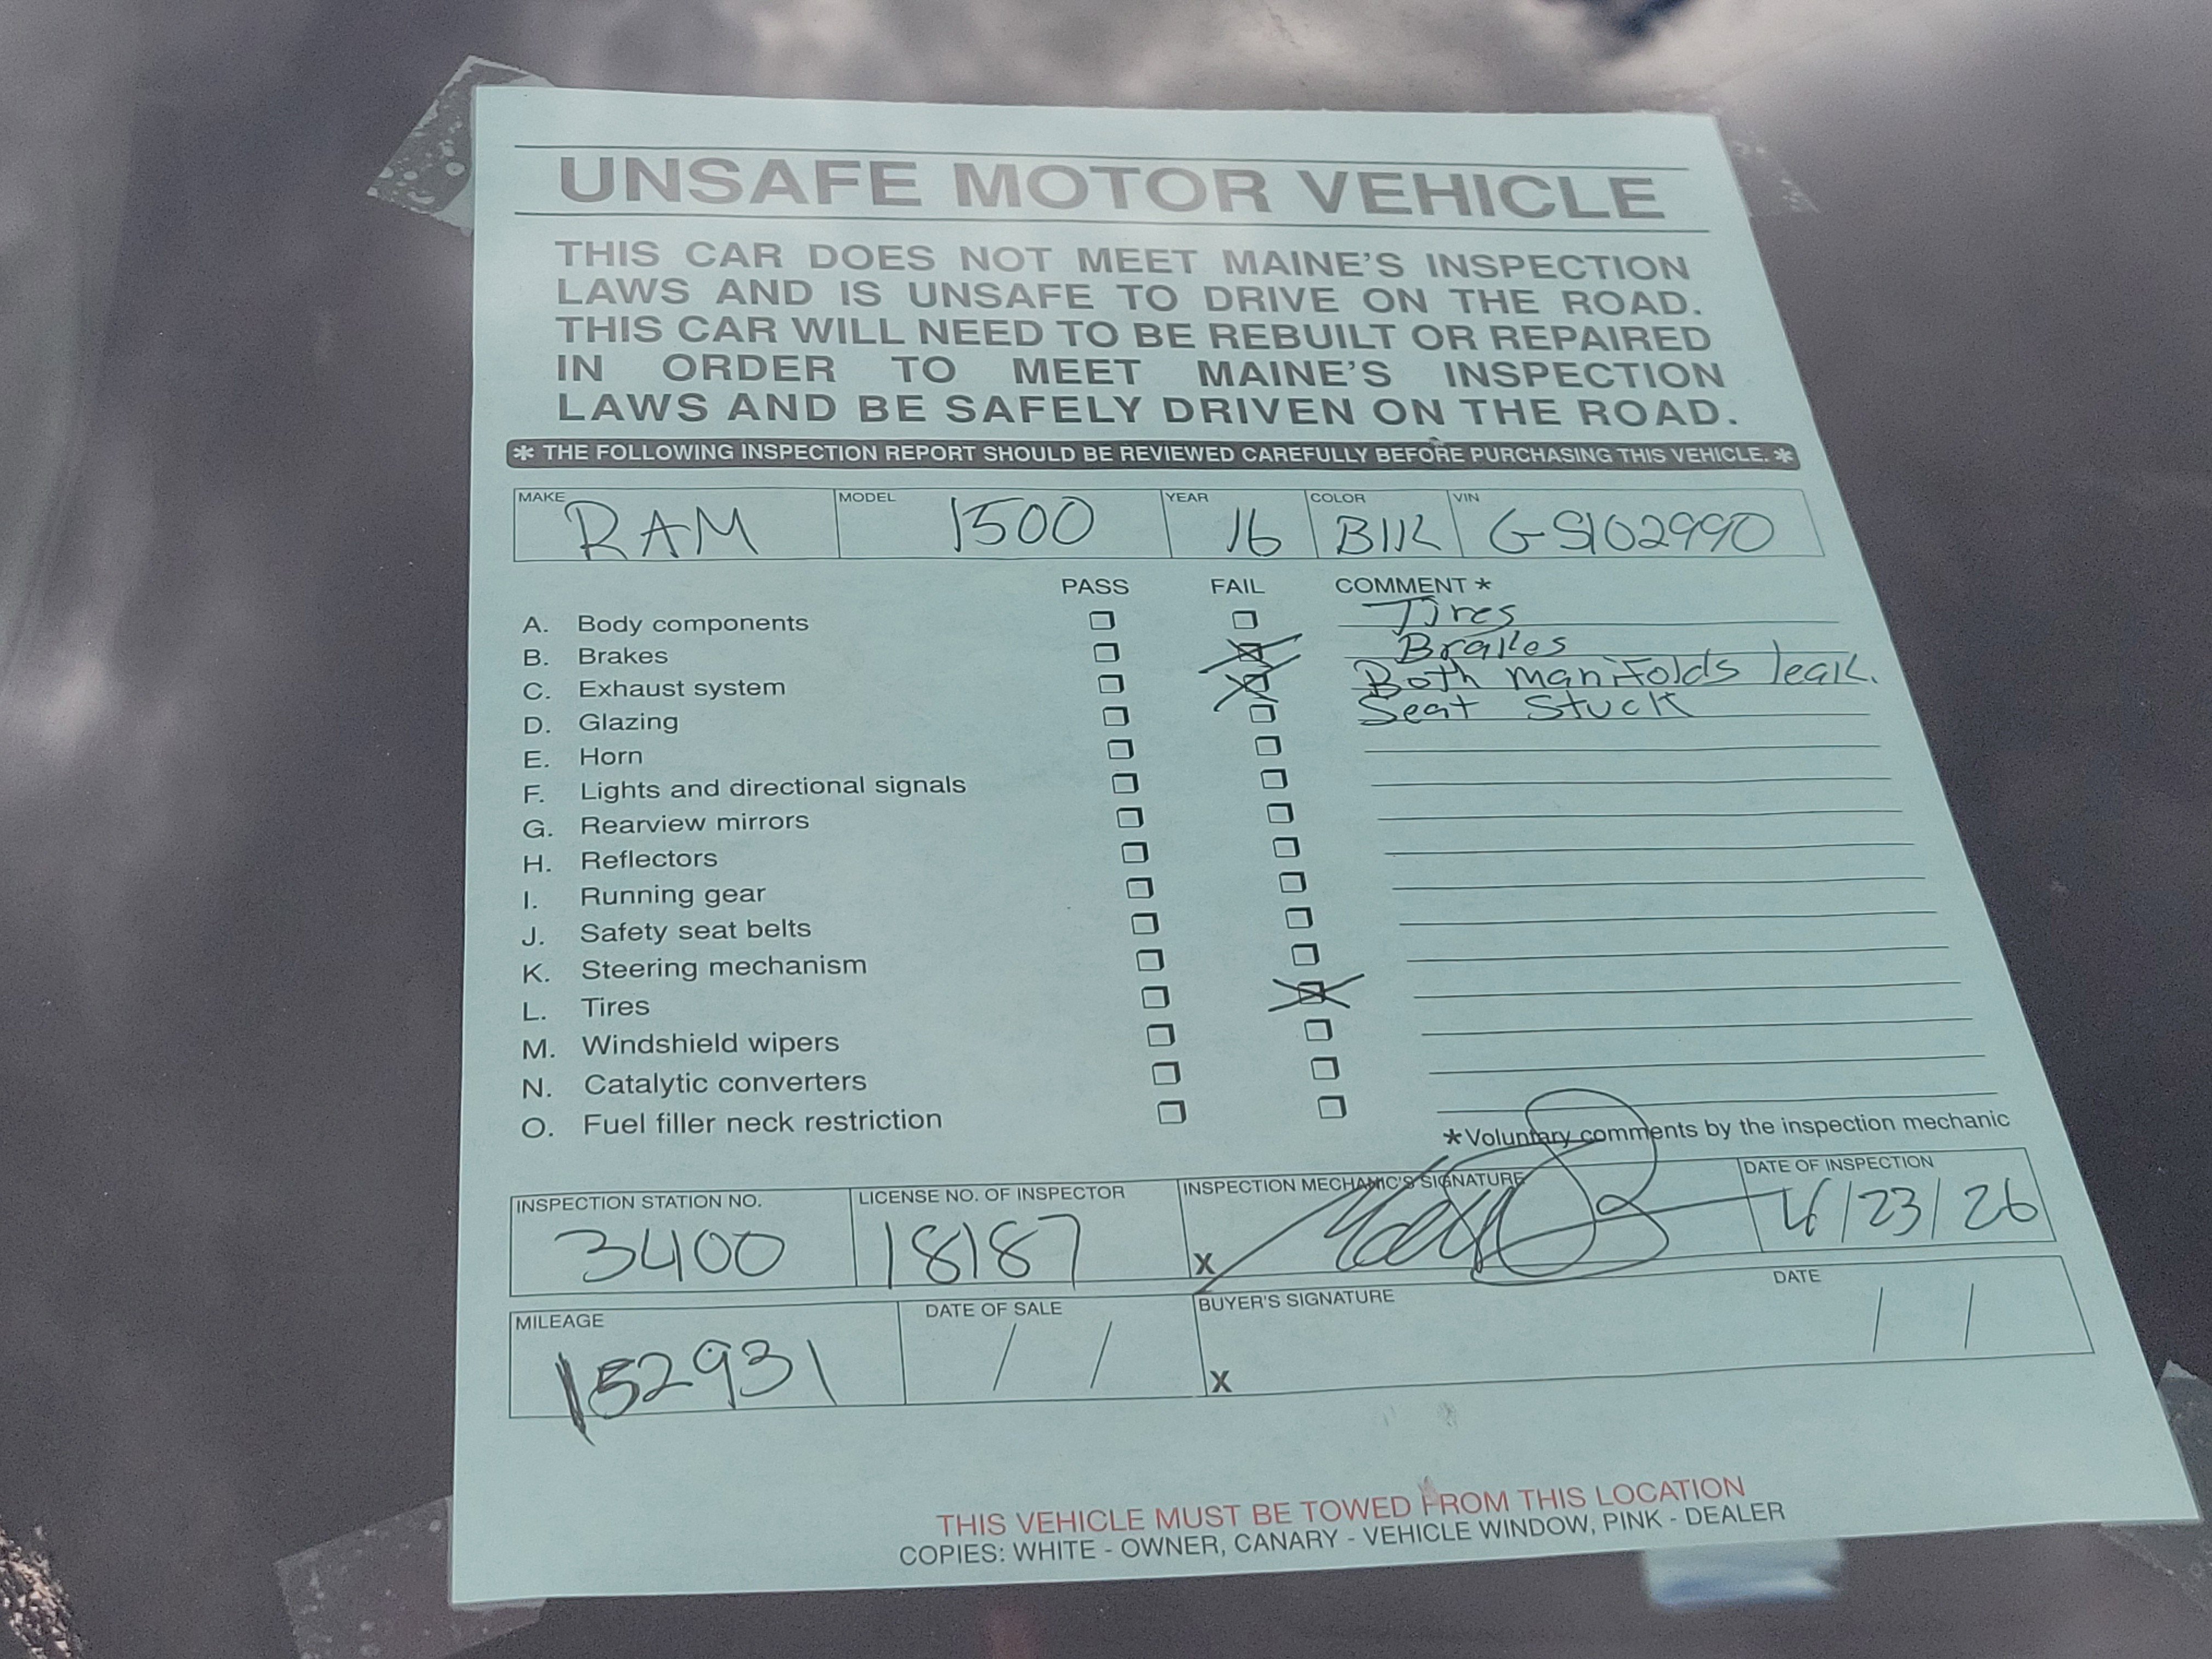 UNSAFE MOTOR VEHICLE
THIS CAR DOES NOT MEET MAINE'S INSPECTION
LAWS AND IS UNSAFE TO DRIVE ON THE ROAD.
THIS CAR WILL NEED TO BE REBUILT OR REPAIRED
IN ORDER TO MEET MAINE'S INSPECTION
LAWS AND BE SAFELY DRIVEN ON THE ROAD.
* THE FOLLOWING INSPECTION REPORT SHOULD BE REVIEWED CAREFULLY BEFORE PURCHASING THIS VEHICLE. *
MAKE MODEL YEAR COLOR VIN
RAM 1500 16 Blk GS102990
PASS FAIL COMMENT *
A. Body components Tires
B. Brakes Brakes
C. Exhaust system Both manifolds leak.
D. Glazing Seat Stuck
E. Horn
F. Lights and directional signals
G. Rearview mirrors
H. Reflectors
I. Running gear
J. Safety seat belts
K. Steering mechanism
L. Tires
M. Windshield wipers
N. Catalytic converters
O. Fuel filler neck restriction
*Voluntary comments by the inspection mechanic
INSPECTION STATION NO. LICENSE NO. OF INSPECTOR INSPECTION MECHANIC'S SIGNATURE DATE OF INSPECTION
3400 18187 X 4/23/26
MILEAGE DATE OF SALE BUYER'S SIGNATURE DATE
152931 / / X / /
THIS VEHICLE MUST BE TOWED FROM THIS LOCATION
COPIES: WHITE - OWNER, CANARY - VEHICLE WINDOW, PINK - DEALER